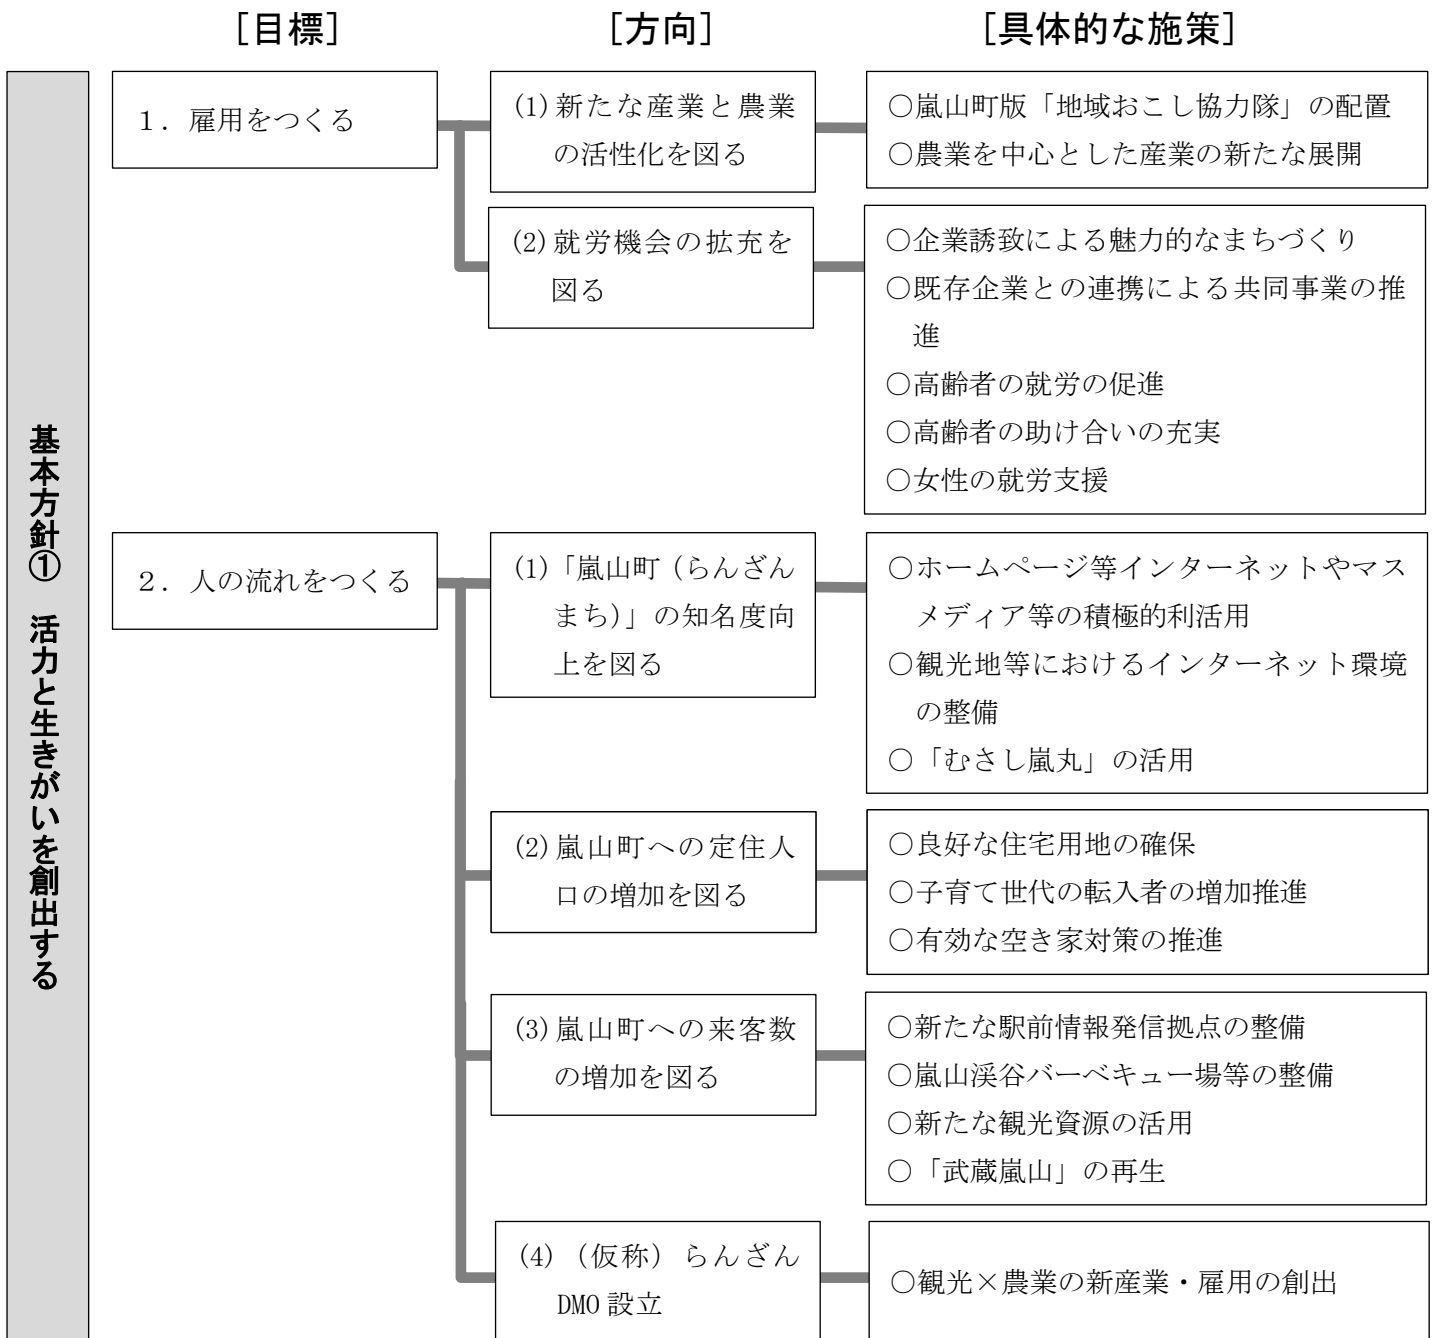 [目標]
[方向]
[具体的な施策]
基本方針① 活力と生きがいを創出する
1．雇用をつくる
(1)新たな産業と農業
の活性化を図る
○嵐山町版「地域おこし協力隊」の配置
○農業を中心とした産業の新たな展開
(2)就労機会の拡充を
図る
○企業誘致による魅力的なまちづくり
○既存企業との連携による共同事業の推
進
○高齢者の就労の促進
○高齢者の助け合いの充実
○女性の就労支援
2．人の流れをつくる
(1)「嵐山町（らんざん
まち）」の知名度向
上を図る
○ホームページ等インターネットやマス
メディア等の積極的利活用
○観光地等におけるインターネット環境
の整備
○「むさし嵐丸」の活用
(2)嵐山町への定住人
口の増加を図る
○良好な住宅用地の確保
○子育て世代の転入者の増加推進
○有効な空き家対策の推進
(3)嵐山町への来客数
の増加を図る
○新たな駅前情報発信拠点の整備
○嵐山渓谷バーベキュー場等の整備
○新たな観光資源の活用
○「武蔵嵐山」の再生
(4)（仮称）らんざん
DMO設立
○観光×農業の新産業・雇用の創出